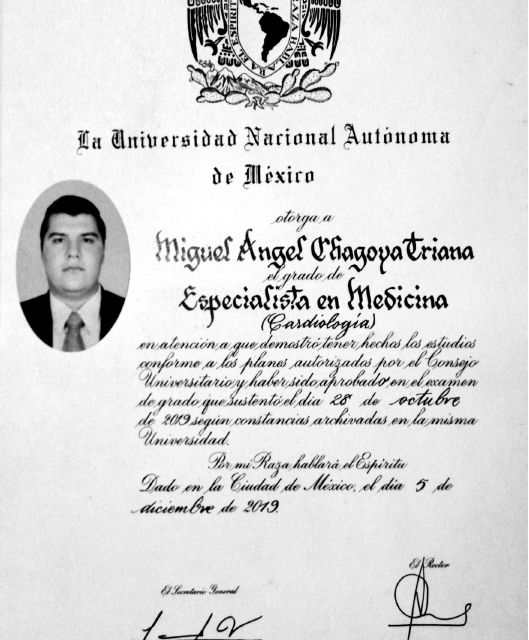 EL ESPIRITU
RAZA HABLARA
La Universidad Nacional Autónoma
de México
otorga a
Miguel Ángel Chagoya Triana
el grado de
Especialista en Medicina
(Cardiología)
en atención a que demostró tener hechos los estudios
conforme a los planes autorizados por el Consejo
Universitario y haber sido aprobado en el examen
de grado que sustentó el día 28 de octubre
de 2019 según constancias archivadas en la misma
Universidad.
Por mi Raza hablará el Espíritu
Dado en la Ciudad de México, el día 5 de
diciembre de 2019.
El Rector
El Secretario General